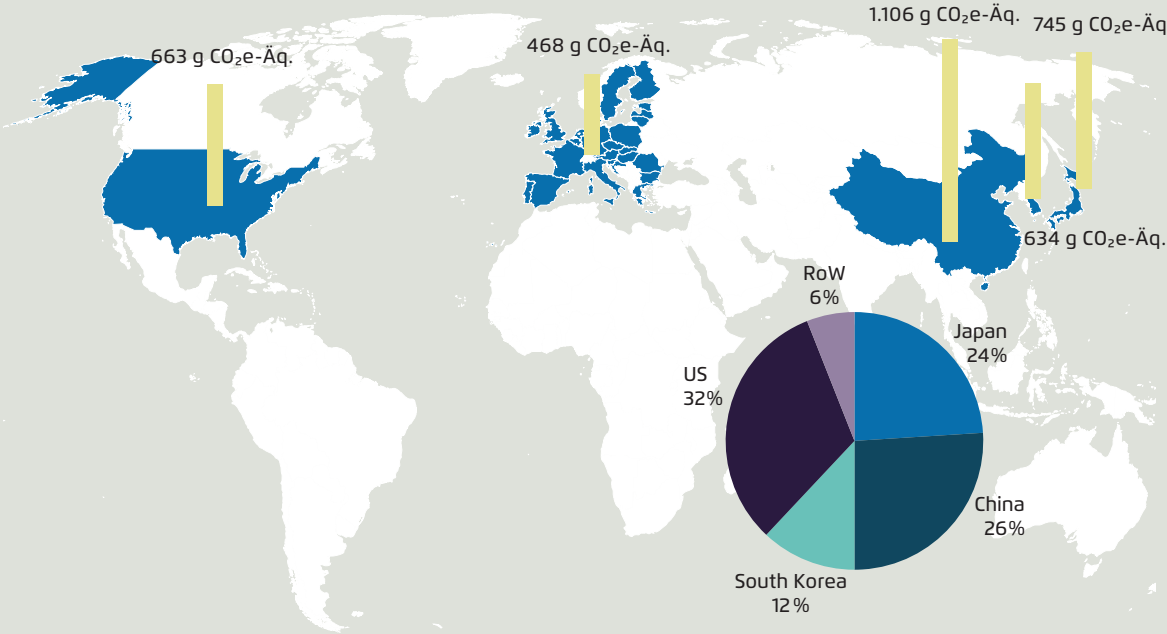 1.106 g CO₂e-Äq.
745 g CO₂e-Äq
468 g CO₂e-Äq.
663 g CO₂e-Äq.
634 g CO₂e-Äq.
RoW
6%
Japan
24%
US
32%
China
26%
South Korea
12%